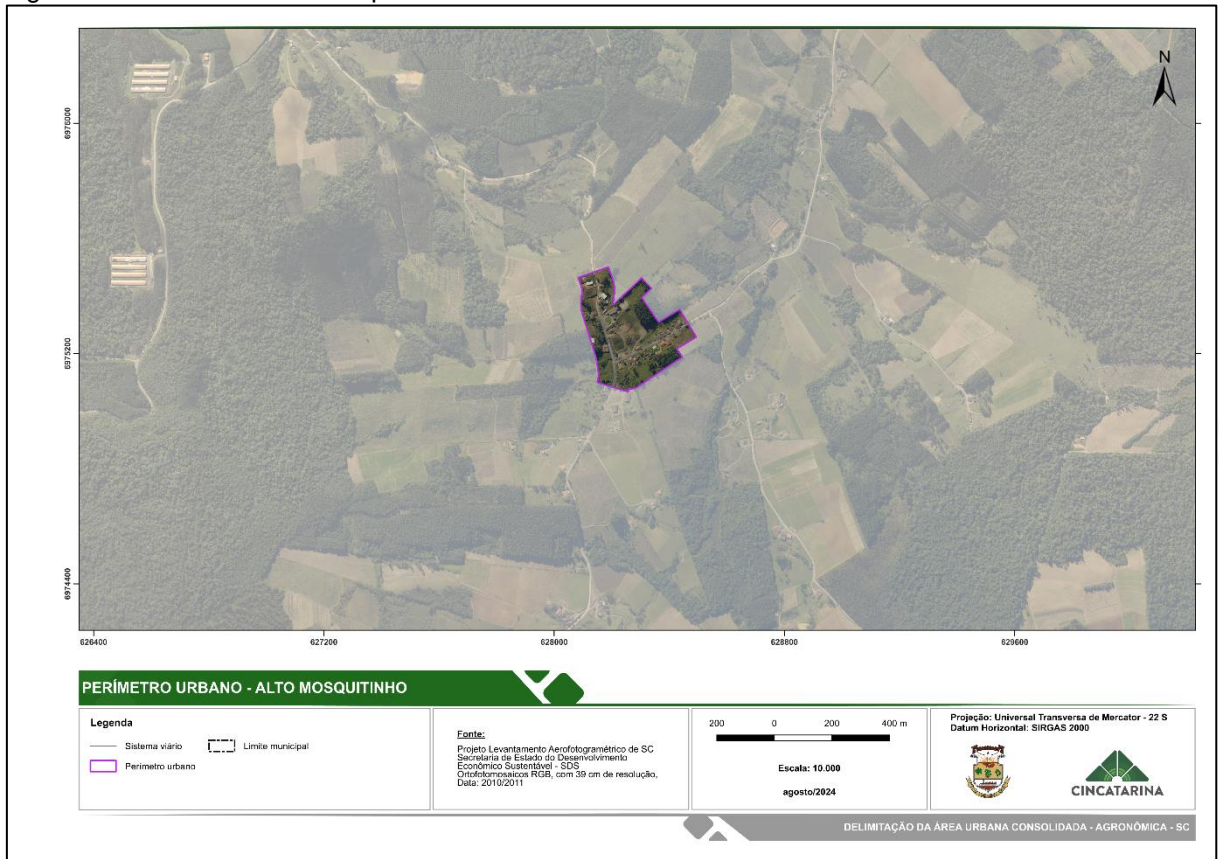 N
6976000
6975200
6974400
626400
627200
628000
628800
629600
PERÍMETRO URBANO - ALTO MOSQUITINHO
Legenda
Sistema viário
Limite municipal
Perímetro urbano
Fonte:
Projeto Levantamento Aerofotogramétrico de SC
Secretaria de Estado do Desenvolvimento
Econômico Sustentável - SDS
Ortofotomosaicos RGB, com 39 cm de resolução,
Data: 2010/2011
200 0 200 400 m
Escala: 10.000
agosto/2024
Projeção: Universal Transversa de Mercator - 22 S
Datum Horizontal: SIRGAS 2000
CINCATARINA
DELIMITAÇÃO DA ÁREA URBANA CONSOLIDADA - AGRONÔMICA - SC